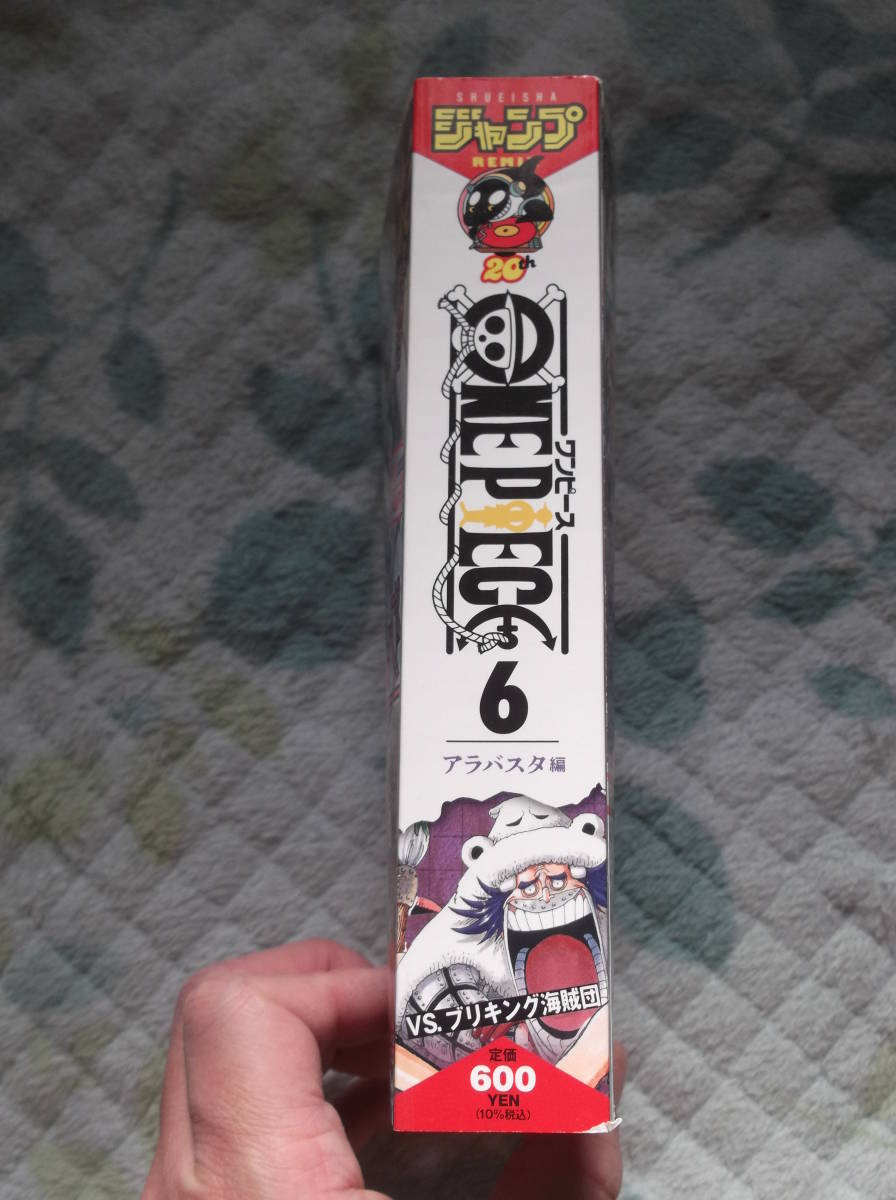 SHUEISHA
ジャンプ
REMIX
20th
ONE PIECE
ワンピース
6
アラバスタ編
VS.ブリキング海賊団
定価
600
YEN
(10%税込)